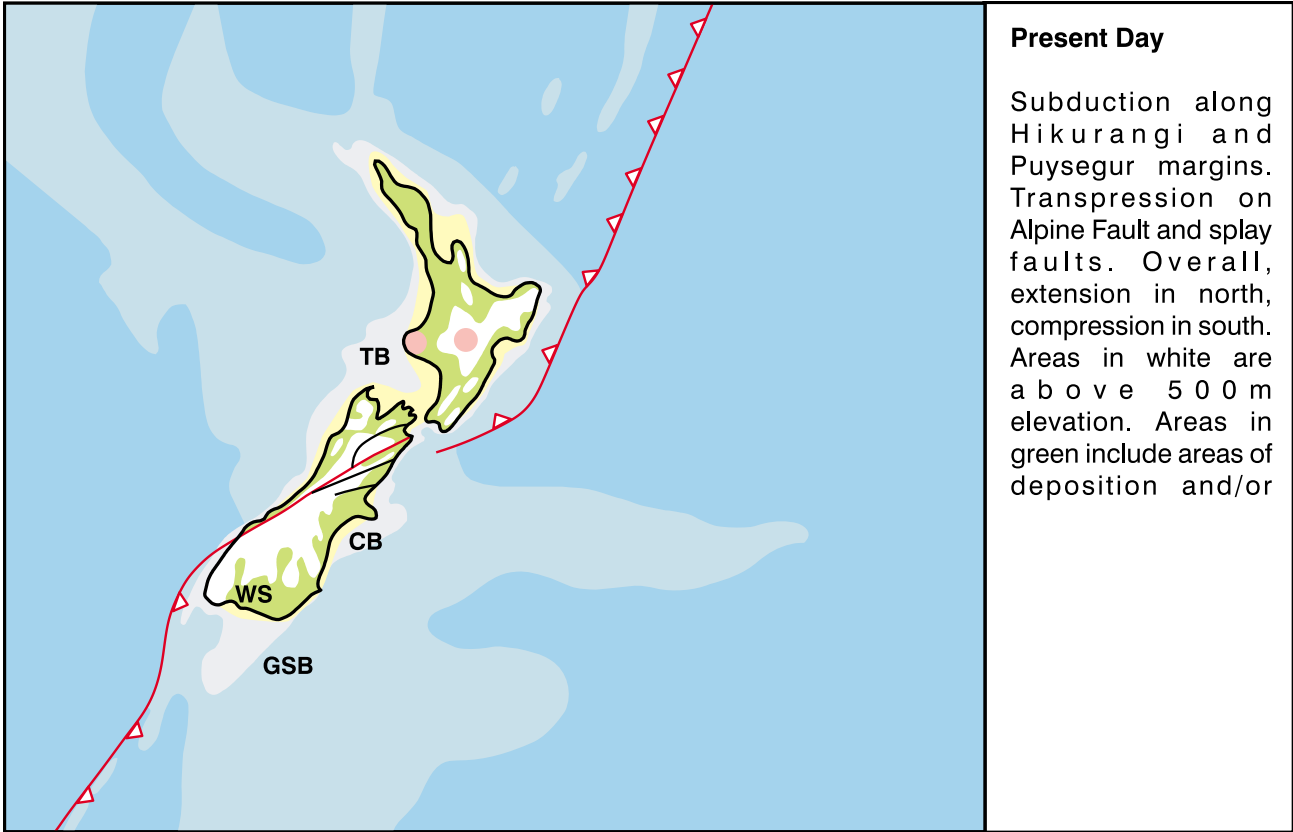 Present Day
Subduction along
Hikurangi and
Puysegur margins.
Transpression on
Alpine Fault and splay
faults. Overall,
extension in north,
compression in south.
Areas in white are
above 500m
elevation. Areas in
green include areas of
deposition and/or
TB
CB
WS
GSB